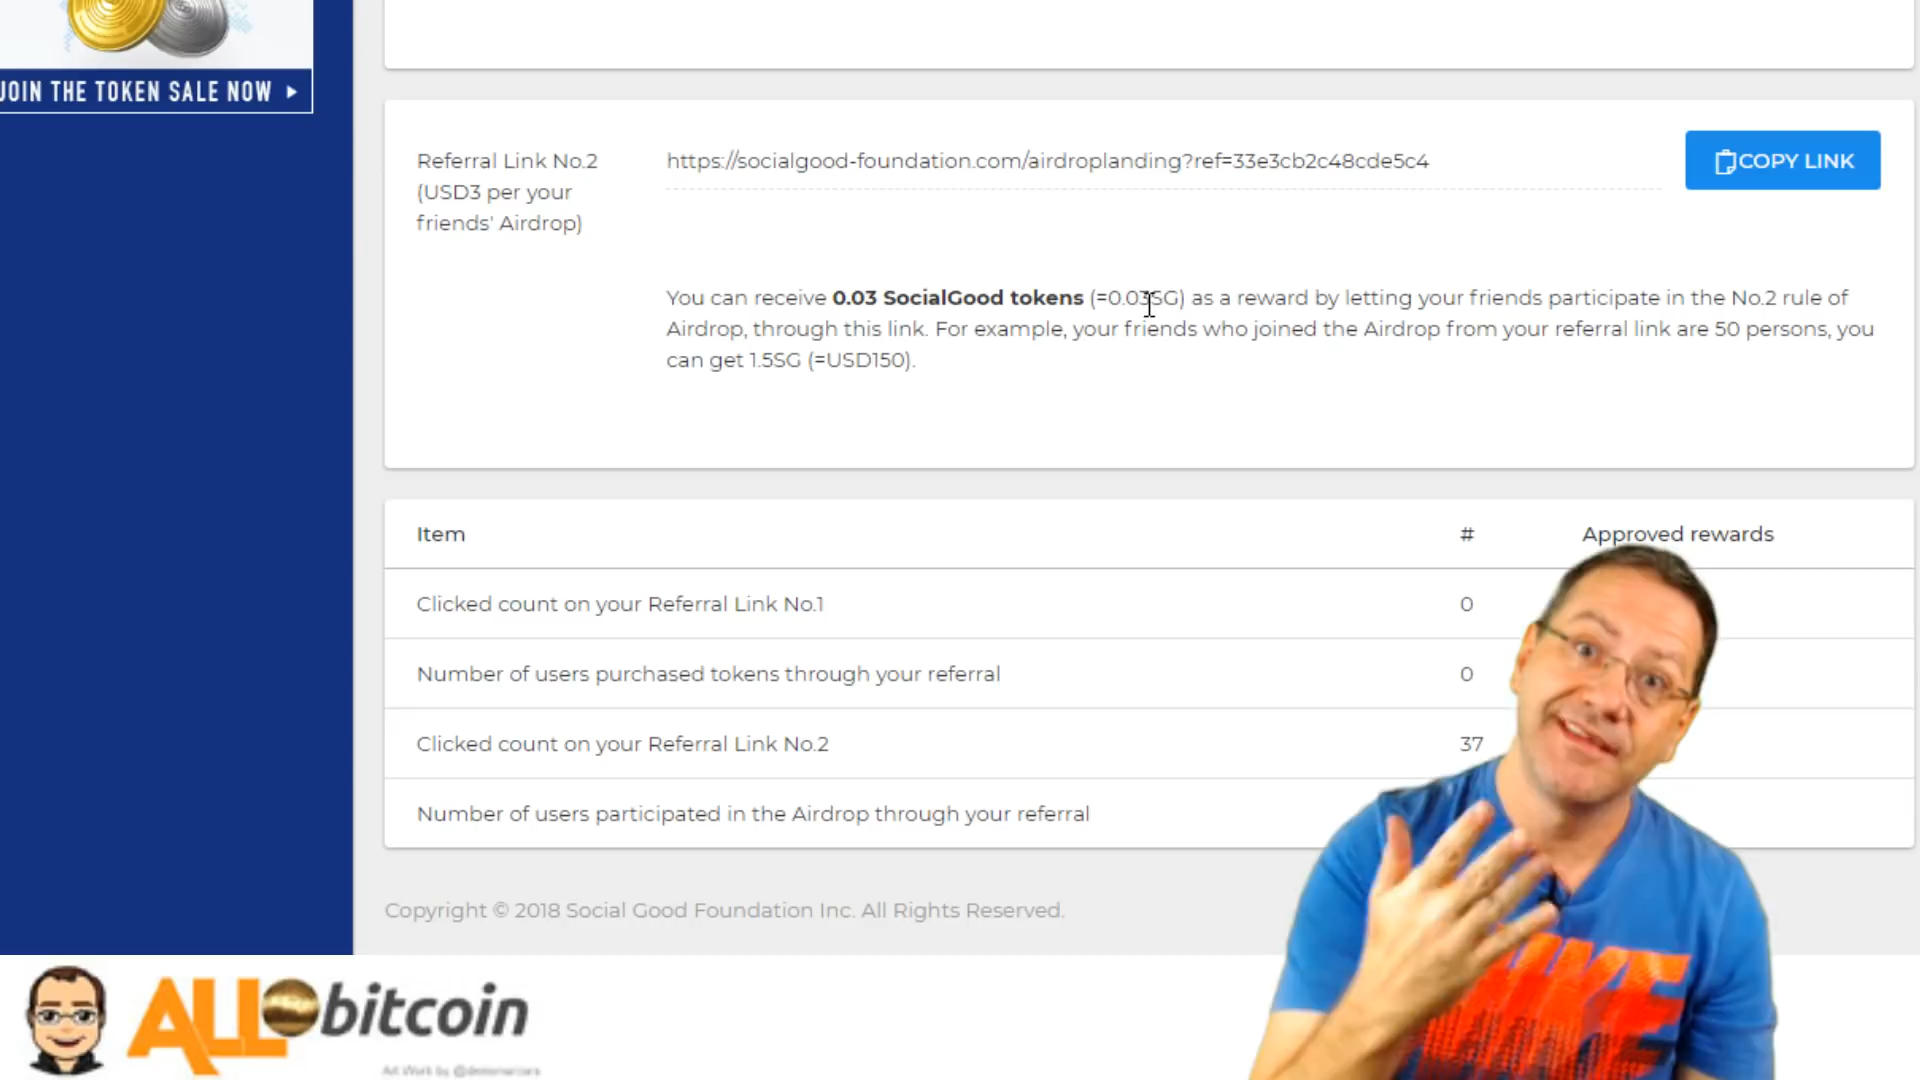 JOIN THE TOKEN SALE NOW
Referral Link No.2
(USD3 per your
friends' Airdrop)
https://socialgood-foundation.com/airdroplanding?ref=33e3cb2c48cde5c4
COPY LINK
You can receive 0.03 SocialGood tokens (=0.03SG) as a reward by letting your friends participate in the No.2 rule of
Airdrop, through this link. For example, your friends who joined the Airdrop from your referral link are 50 persons, you
can get 1.5SG (=USD150).
Item # Approved rewards
Clicked count on your Referral Link No.1 0
Number of users purchased tokens through your referral 0
Clicked count on your Referral Link No.2 37
Number of users participated in the Airdrop through your referral
Copyright © 2018 Social Good Foundation Inc. All Rights Reserved.
ALL bitcoin
Art Work by